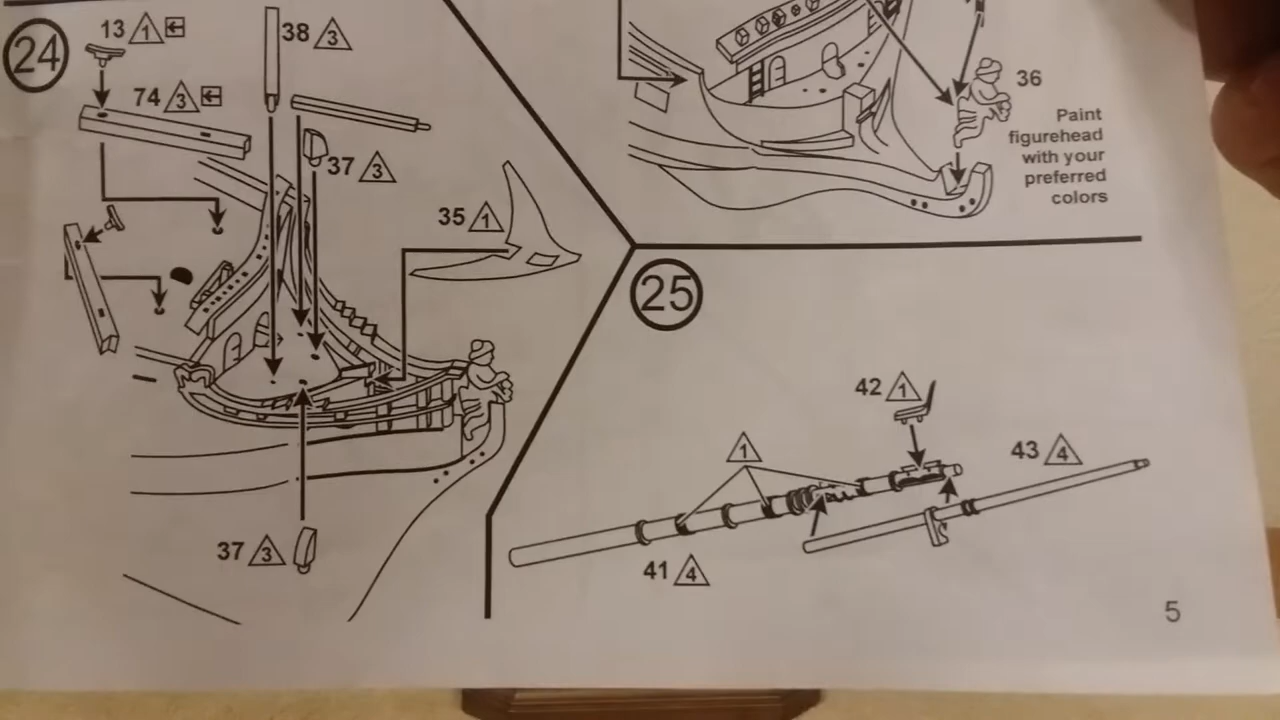 24
13 1
38 3
74 3
37 3
35 1
37 3
36
Paint
figurehead
with your
preferred
colors
25
42 1
1
43 4
41 4
5